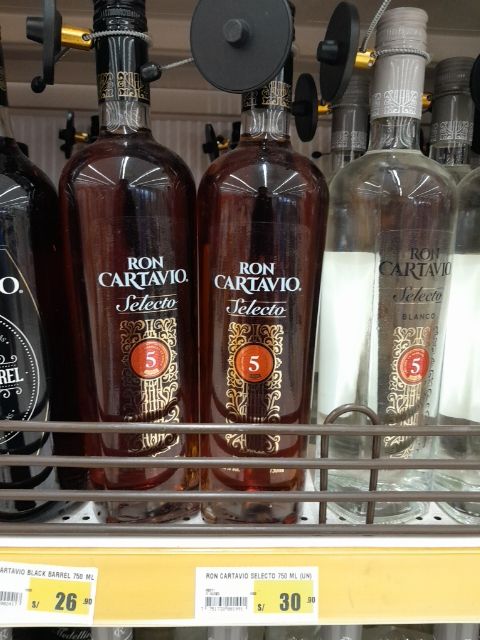 O.
REL
RON
CARTAVIO.
Selecto
5
RON
CARTAVIO.
Selecto
5
RON
CARTAVIO
Selecto
BLANCO
5
ARTAVIO BLACK BARREL 750 ML
S/ 26 .90
RON CARTAVIO SELECTO 750 ML (UN)
S/ 30 .90